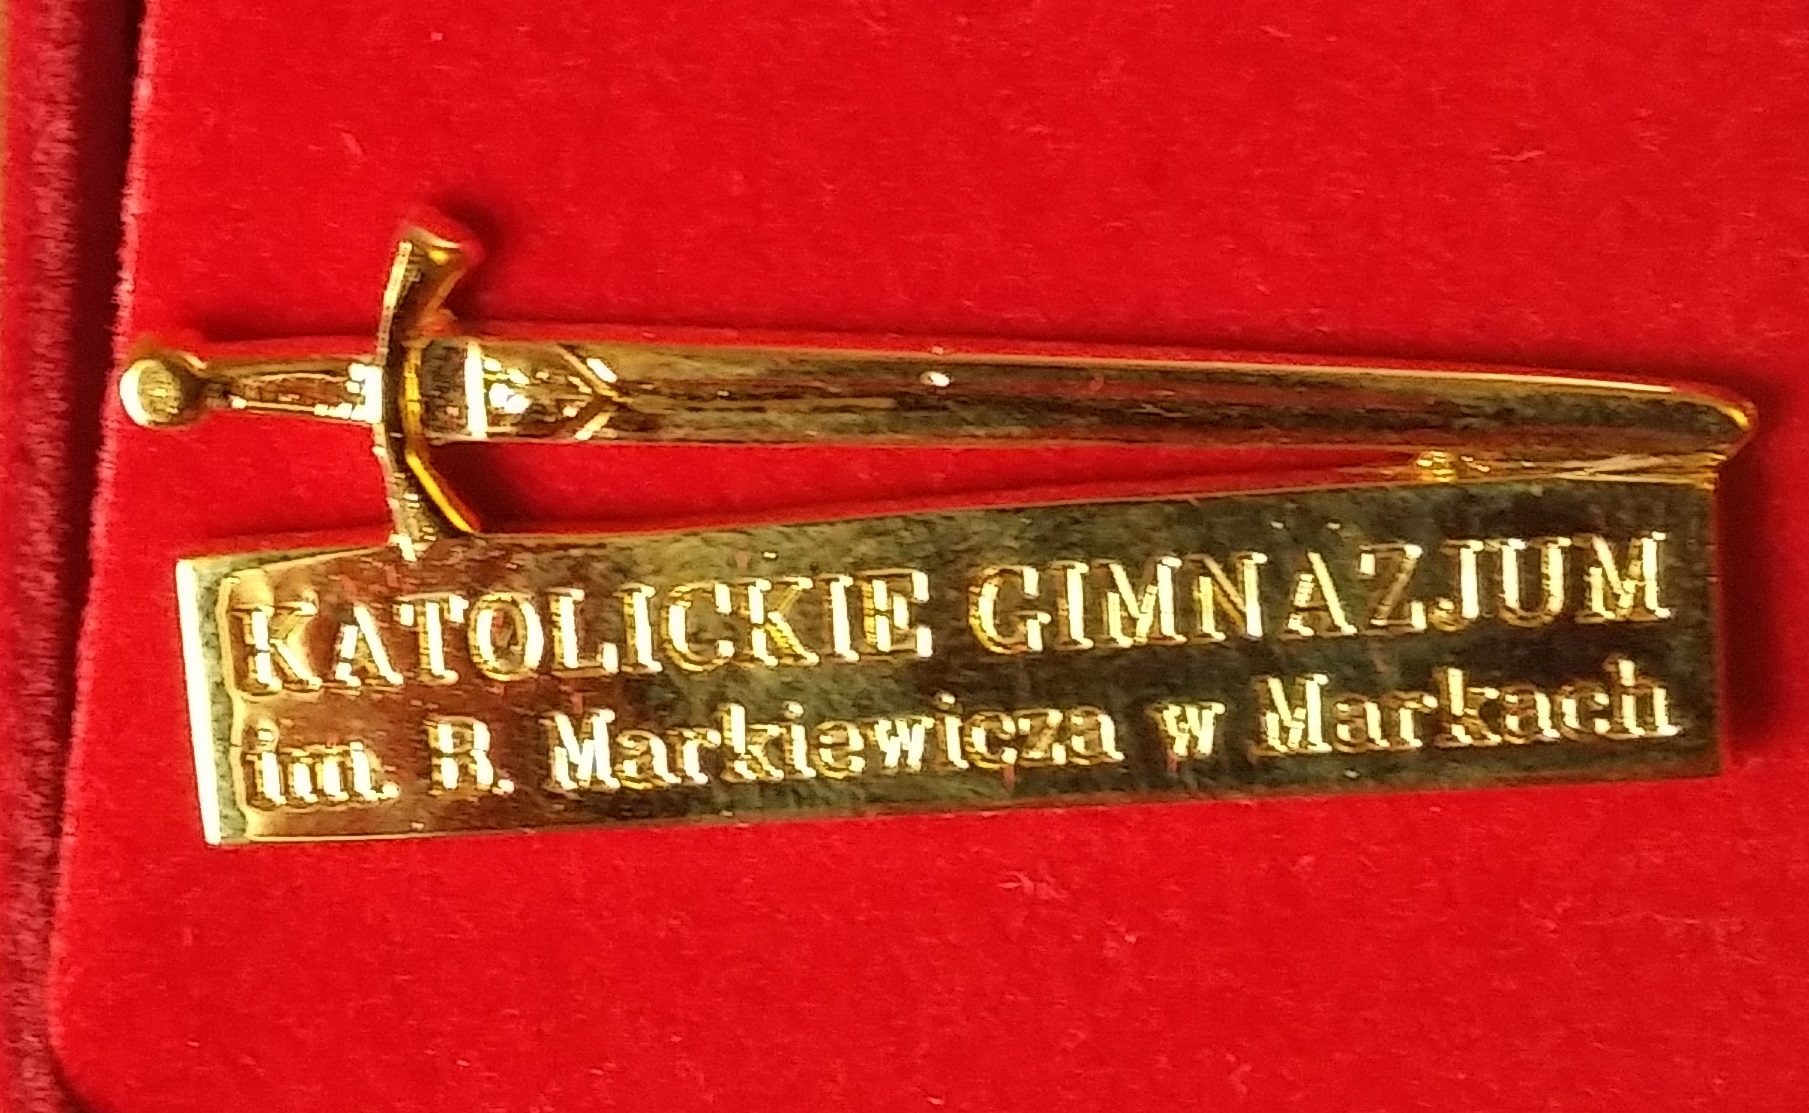 KATOLICKIE GIMNAZJUM
im. B. Markiewicza w Markach